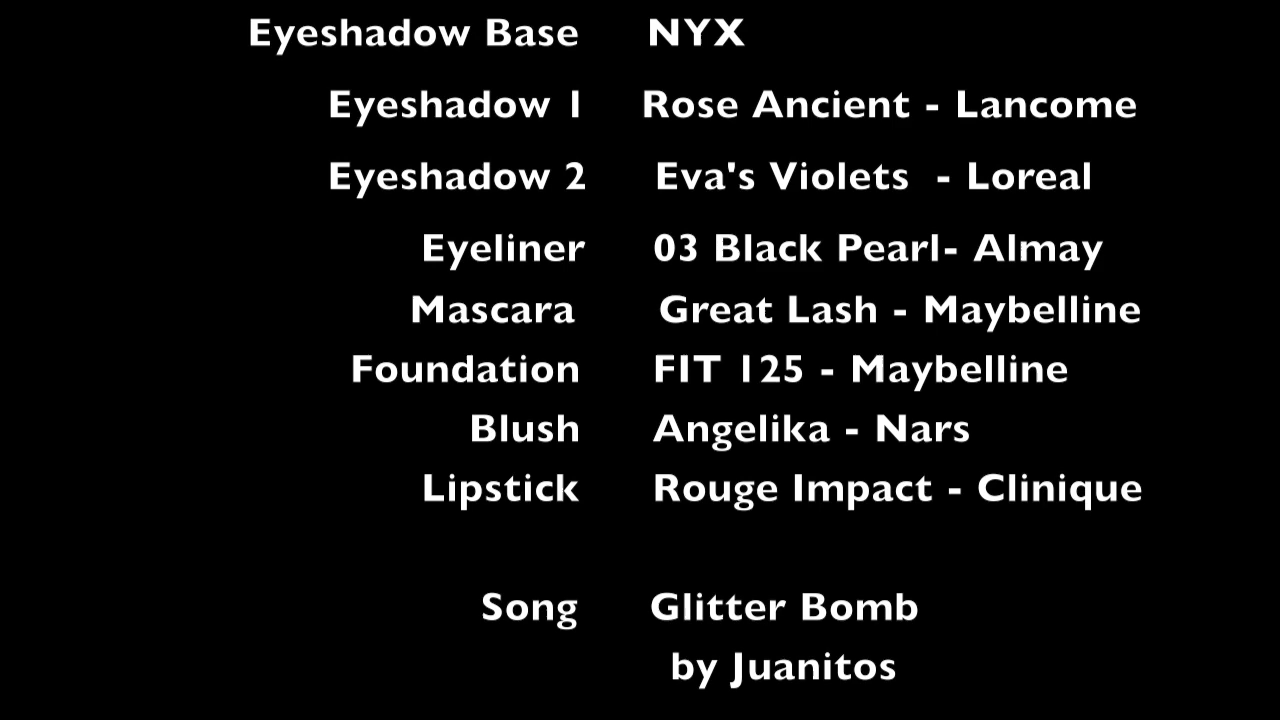 Eyeshadow Base NYX
Eyeshadow 1 Rose Ancient - Lancome
Eyeshadow 2 Eva's Violets - Loreal
Eyeliner 03 Black Pearl- Almay
Mascara Great Lash - Maybelline
Foundation FIT 125 - Maybelline
Blush Angelika - Nars
Lipstick Rouge Impact - Clinique
Song Glitter Bomb
by Juanitos